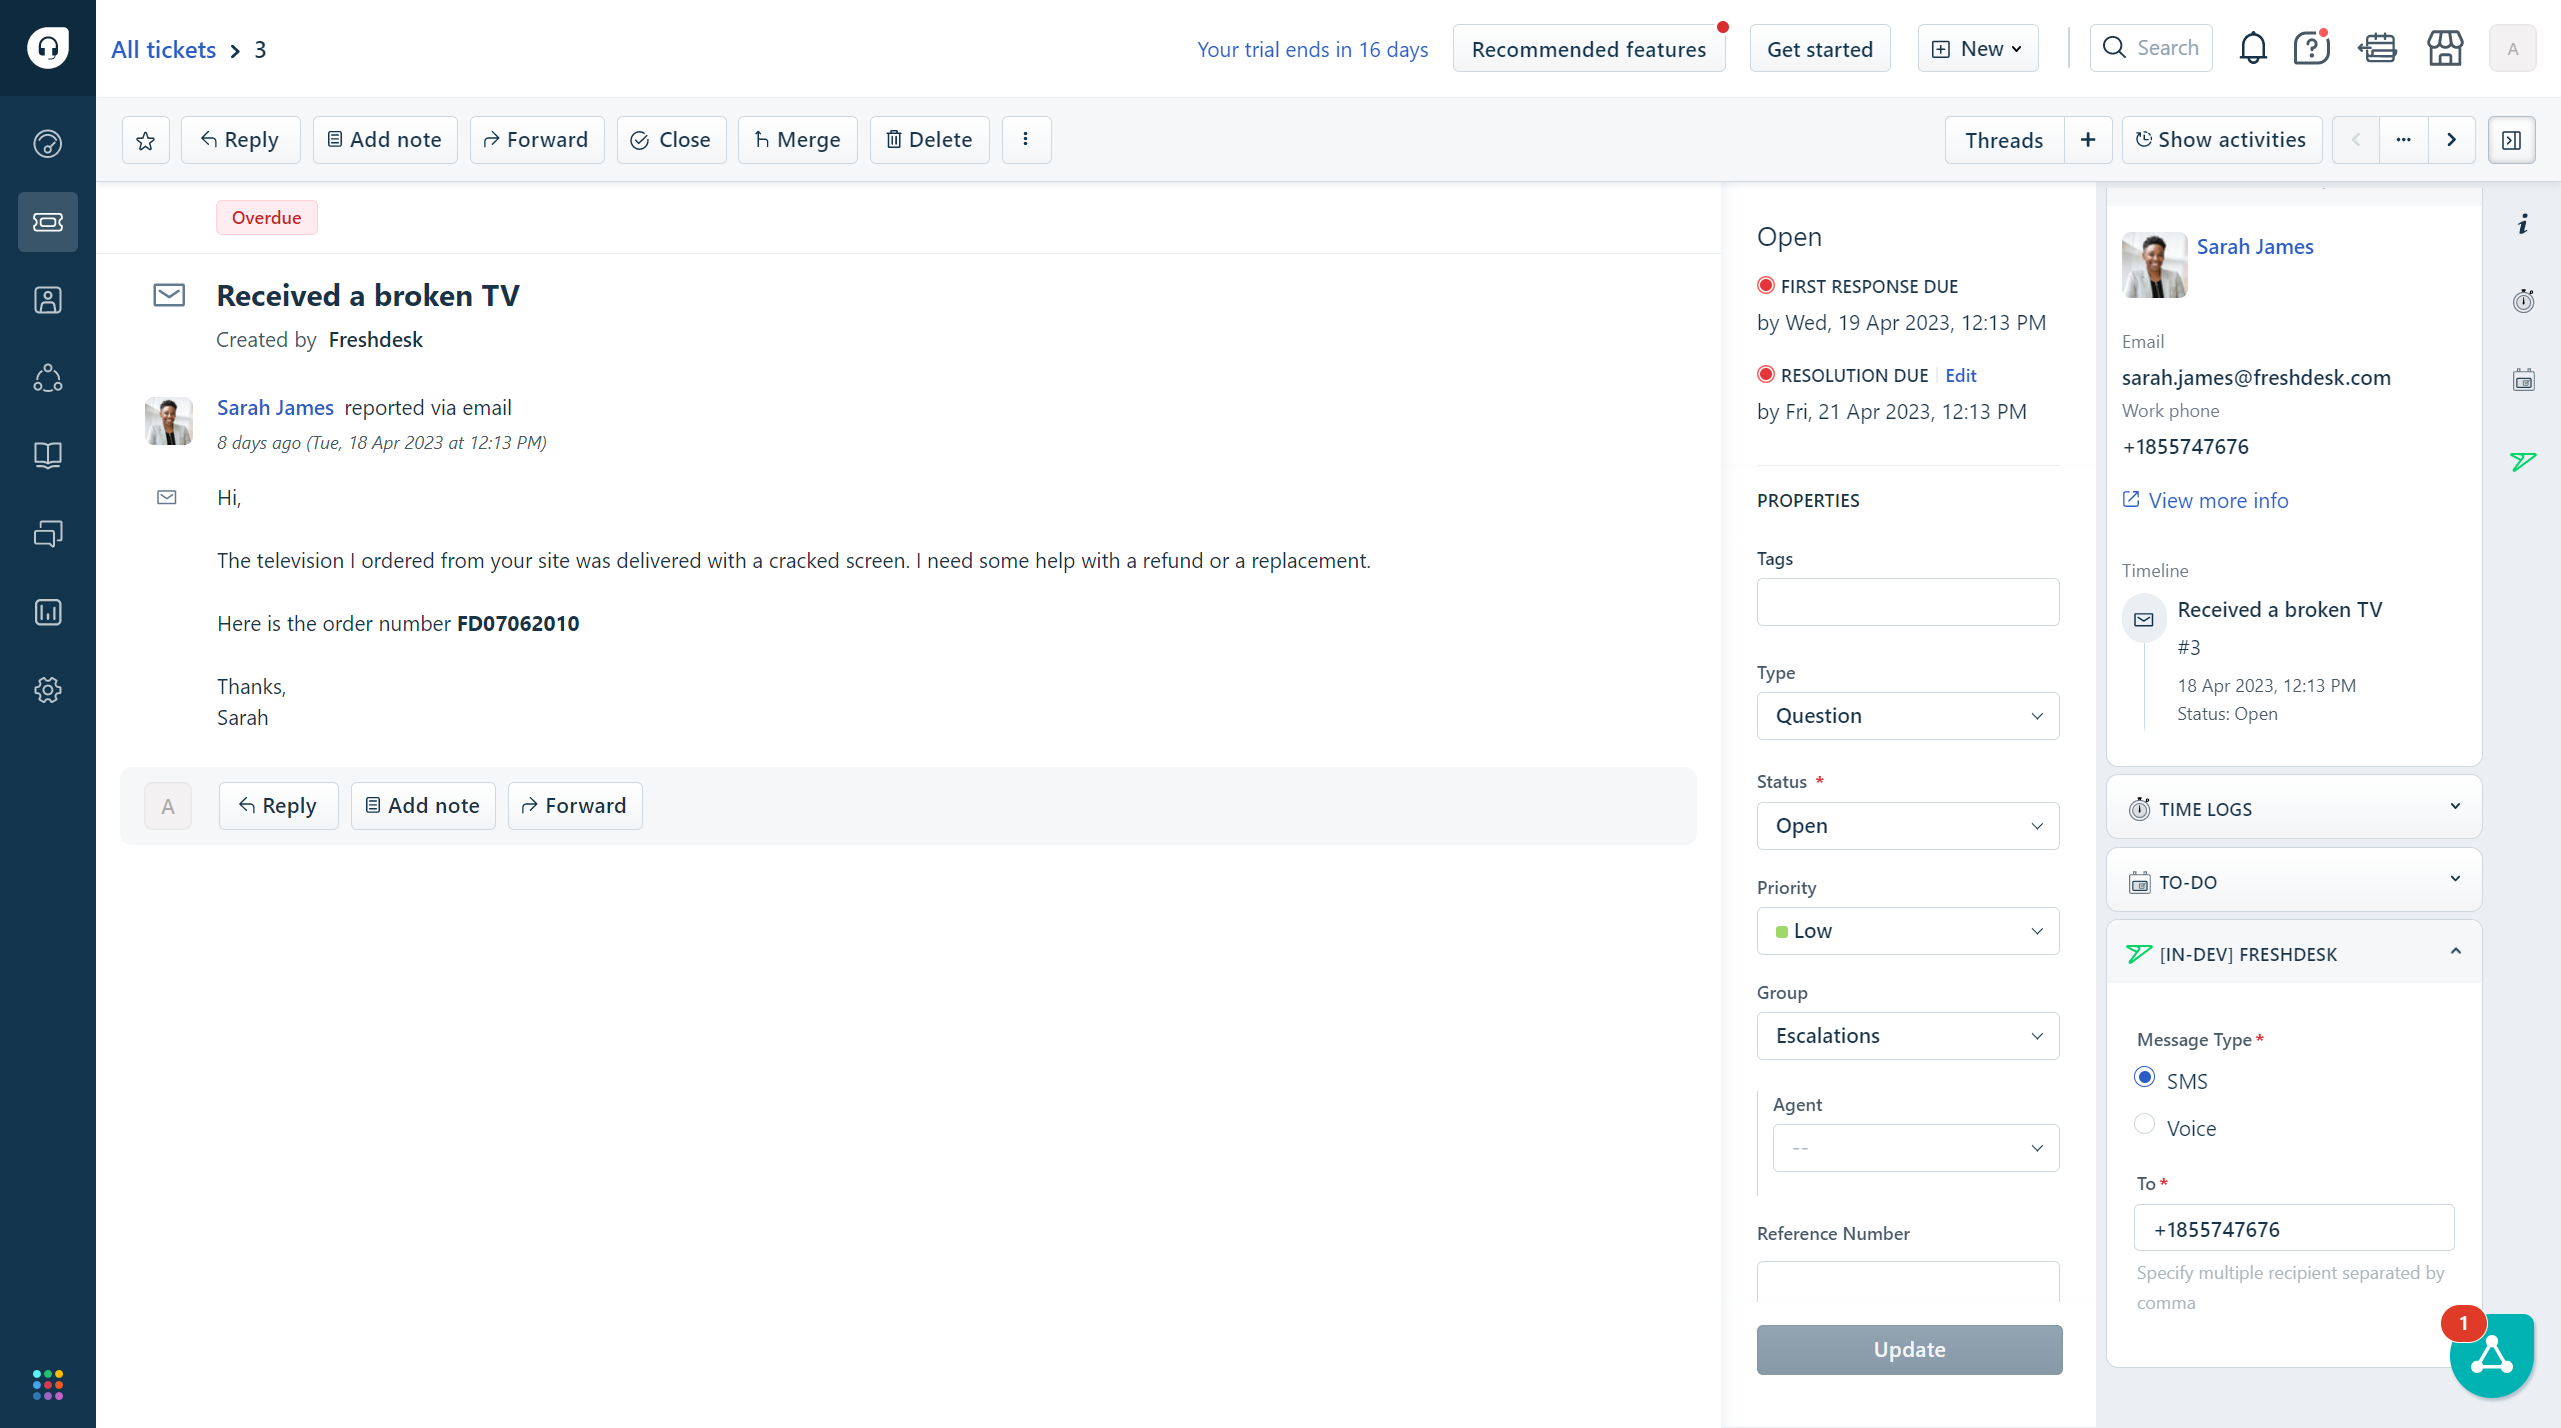 All tickets > 3
Your trial ends in 16 days
Recommended features
Get started
New
Search
A
Reply
Add note
Forward
Close
Merge
Delete
Threads
+
Show activities
Overdue
Received a broken TV
Created by Freshdesk
Sarah James reported via email
8 days ago (Tue, 18 Apr 2023 at 12:13 PM)
Hi,
The television I ordered from your site was delivered with a cracked screen. I need some help with a refund or a replacement.
Here is the order number FD07062010
Thanks,
Sarah
A
Reply
Add note
Forward
Open
FIRST RESPONSE DUE
by Wed, 19 Apr 2023, 12:13 PM
RESOLUTION DUE Edit
by Fri, 21 Apr 2023, 12:13 PM
PROPERTIES
Tags
Type
Question
Status *
Open
Priority
Low
Group
Escalations
Agent
--
Reference Number
Update
Sarah James
Email
sarah.james@freshdesk.com
Work phone
+1855747676
View more info
Timeline
Received a broken TV
#3
18 Apr 2023, 12:13 PM
Status: Open
TIME LOGS
TO-DO
[IN-DEV] FRESHDESK
Message Type *
SMS
Voice
To *
+1855747676
Specify multiple recipient separated by
comma
1